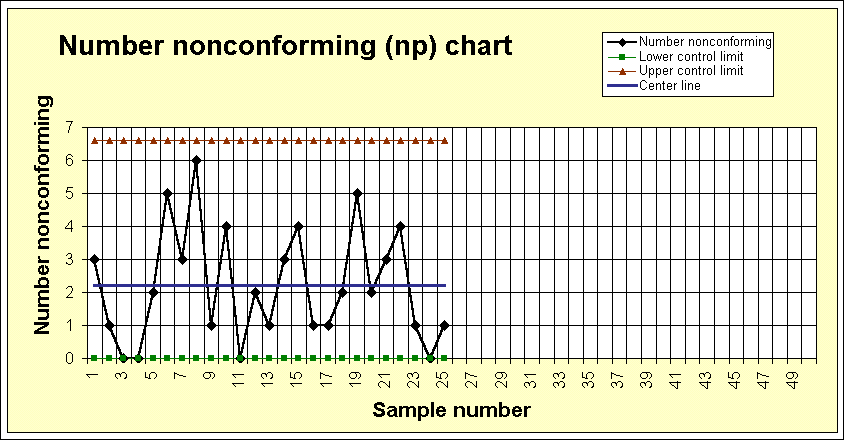 Number nonconforming (np) chart
Number nonconforming
Lower control limit
Upper control limit
Center line
Number nonconforming
7
6
5
4
3
2
1
0
1 3 5 7 9 11 13 15 17 19 21 23 25 27 29 31 33 35 37 39 41 43 45 47 49
Sample number